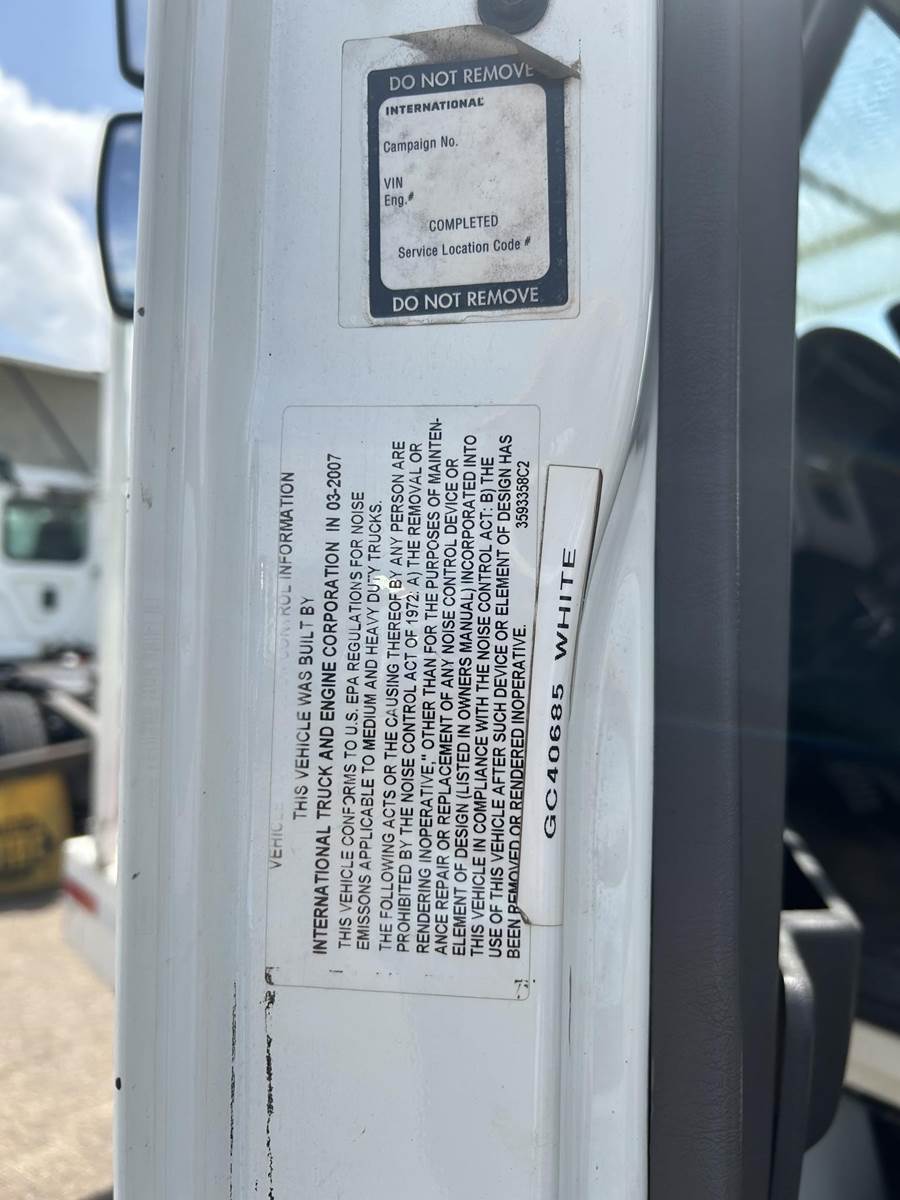 DO NOT REMOVE
INTERNATIONAL
Campaign No.
VIN
Eng.#
COMPLETED
Service Location Code #
DO NOT REMOVE
VEHICLE CONTROL INFORMATION
THIS VEHICLE WAS BUILT BY
INTERNATIONAL TRUCK AND ENGINE CORPORATION IN 03-2007
THIS VEHICLE CONFORMS TO U.S. EPA REGULATIONS FOR NOISE
EMISSONS APPLICABLE TO MEDIUM AND HEAVY DUTY TRUCKS.
THE FOLLOWING ACTS OR THE CAUSING THEREOF BY ANY PERSON ARE
PROHIBITED BY THE NOISE CONTROL ACT OF 1972: A) THE REMOVAL OR
RENDERING INOPERATIVE," OTHER THAN FOR THE PURPOSES OF MAINTEN-
ANCE REPAIR OR REPLACEMENT OF ANY NOISE CONTROL DEVICE OR
ELEMENT OF DESIGN (LISTED IN OWNERS MANUAL) INCORPORATED INTO
THIS VEHICLE IN COMPLIANCE WITH THE NOISE CONTROL ACT: B) THE
USE OF THIS VEHICLE AFTER SUCH DEVICE OR ELEMENT OF DESIGN HAS
BEEN REMOVED OR RENDERED INOPERATIVE.
3593358C2
GC40685 WHITE